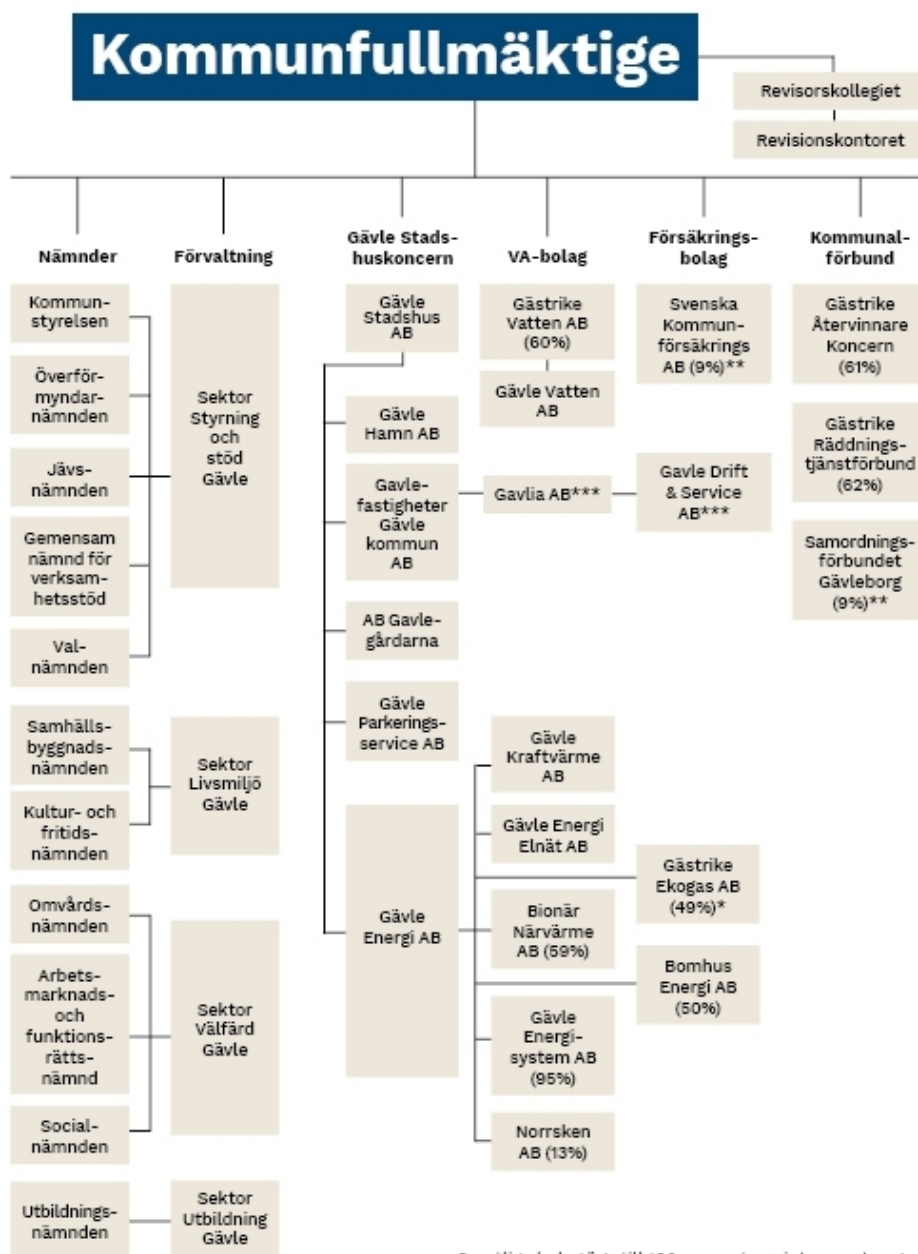 Kommunfullmäktige
Revisorskollegiet
Revisionskontoret
Nämnder
Förvaltning
Gävle Stads-
huskoncern
VA-bolag
Försäkrings-
bolag
Kommunal-
förbund
Kommun-
styrelsen
Överför-
myndar-
nämnden
Jävs-
nämnden
Gemensam
nämnd för
verksam-
hetsstöd
Val-
nämnden
Sektor
Styrning
och
stöd
Gävle
Samhälls-
byggnads-
nämnden
Kultur- och
fritids-
nämnden
Sektor
Livsmiljö
Gävle
Omvårds-
nämnden
Arbets-
marknads-
och
funktions-
rätts-
nämnd
Social-
nämnden
Sektor
Välfärd
Gävle
Utbildnings-
nämnden
Sektor
Utbildning
Gävle
Gävle
Stadshus
AB
Gävle
Hamn AB
Gavle-
fastigheter
Gävle
kommun
AB
AB Gavle-
gårdarna
Gävle
Parkerings-
service AB
Gävle
Energi AB
Gästrike
Vatten AB
(60%)
Gävle Vatten
AB
Gavlia AB***
Gavle Drift
& Service
AB***
Gävle
Kraftvärme
AB
Gävle Energi
Elnät AB
Bionär
Närvärme
AB (59%)
Gävle
Energi-
system AB
(95%)
Norrsken
AB (13%)
Gästrike
Ekogas AB
(49%)*
Bomhus
Energi AB
(50%)
Svenska
Kommun-
försäkrings
AB (9%)**
Gästrike
Återvinnare
Koncern
(61%)
Gästrike
Räddnings-
tjänstförbund
(62%)
Samordnings-
förbundet
Gävleborg
(9%)**